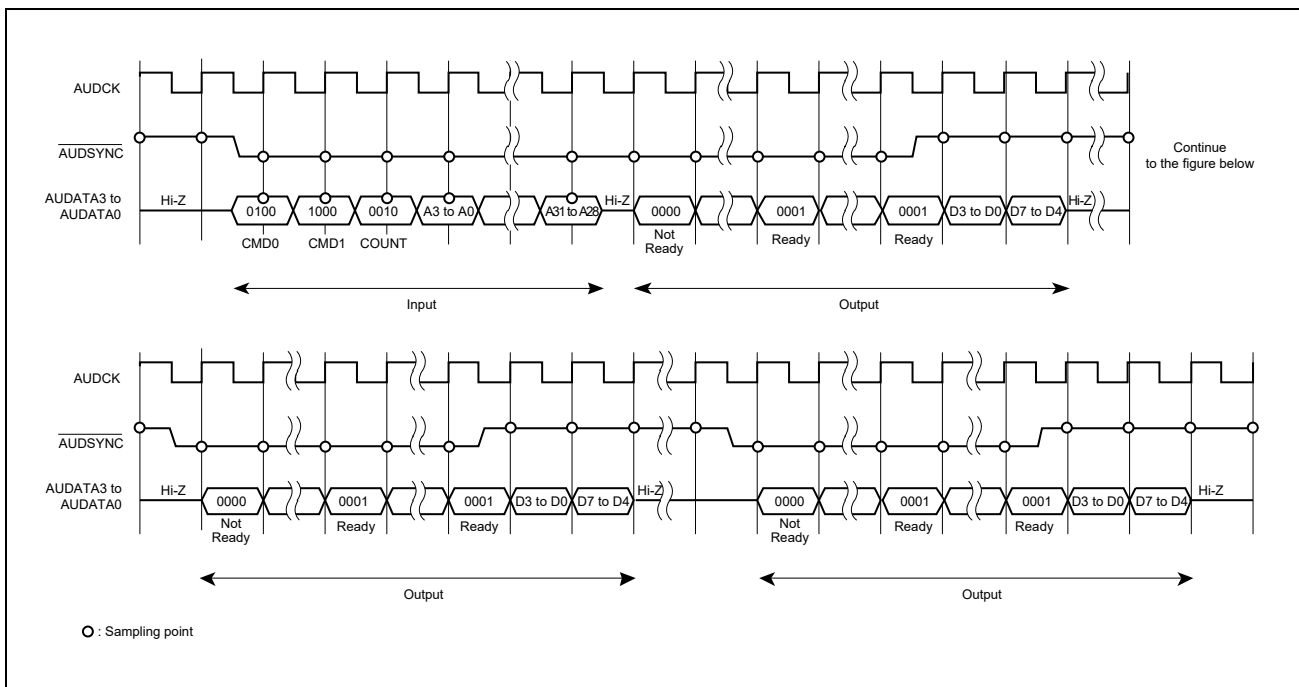 AUDCK
AUDSYNC
Continue
to the figure below
AUDATA3 to
AUDATA0
Hi-Z
0100
1000
0010
A3 to A0
A31 to A28
Hi-Z
0000
0001
0001
D3 to D0
D7 to D4
Hi-Z
CMD0
CMD1
COUNT
Not
Ready
Ready
Ready
Input
Output
AUDCK
AUDSYNC
AUDATA3 to
AUDATA0
Hi-Z
0000
0001
0001
D3 to D0
D7 to D4
Hi-Z
0000
0001
0001
D3 to D0
D7 to D4
Hi-Z
Not
Ready
Ready
Ready
Not
Ready
Ready
Ready
Output
Output
: Sampling point